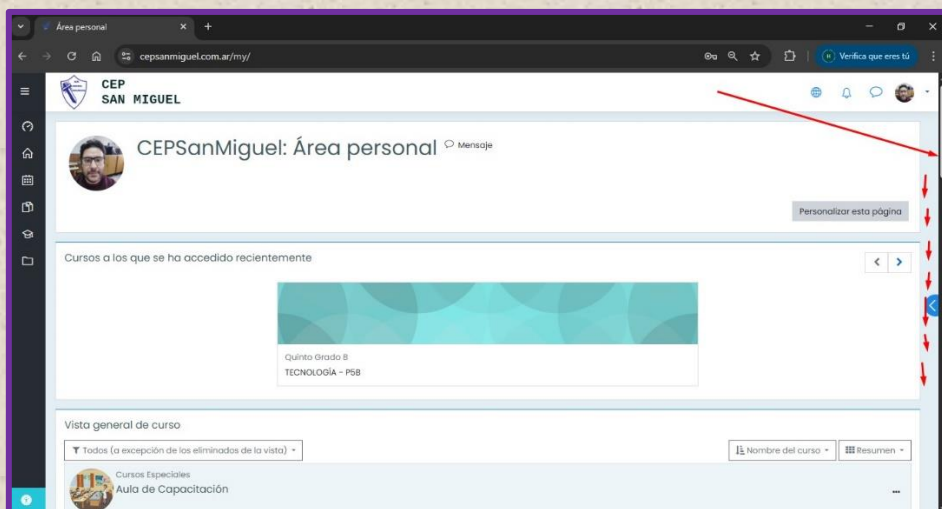 Área personal
cepsanmiguel.com.ar/my/
Verifica que eres tú
CEP
SAN MIGUEL
CEPSanMiguel: Área personal Mensaje
Personalizar esta página
Cursos a los que se ha accedido recientemente
Quinto Grado B
TECNOLOGÍA - P5B
Vista general de curso
Todos (a excepción de los eliminados de la vista)
Nombre del curso
Resumen
Cursos Especiales
Aula de Capacitación